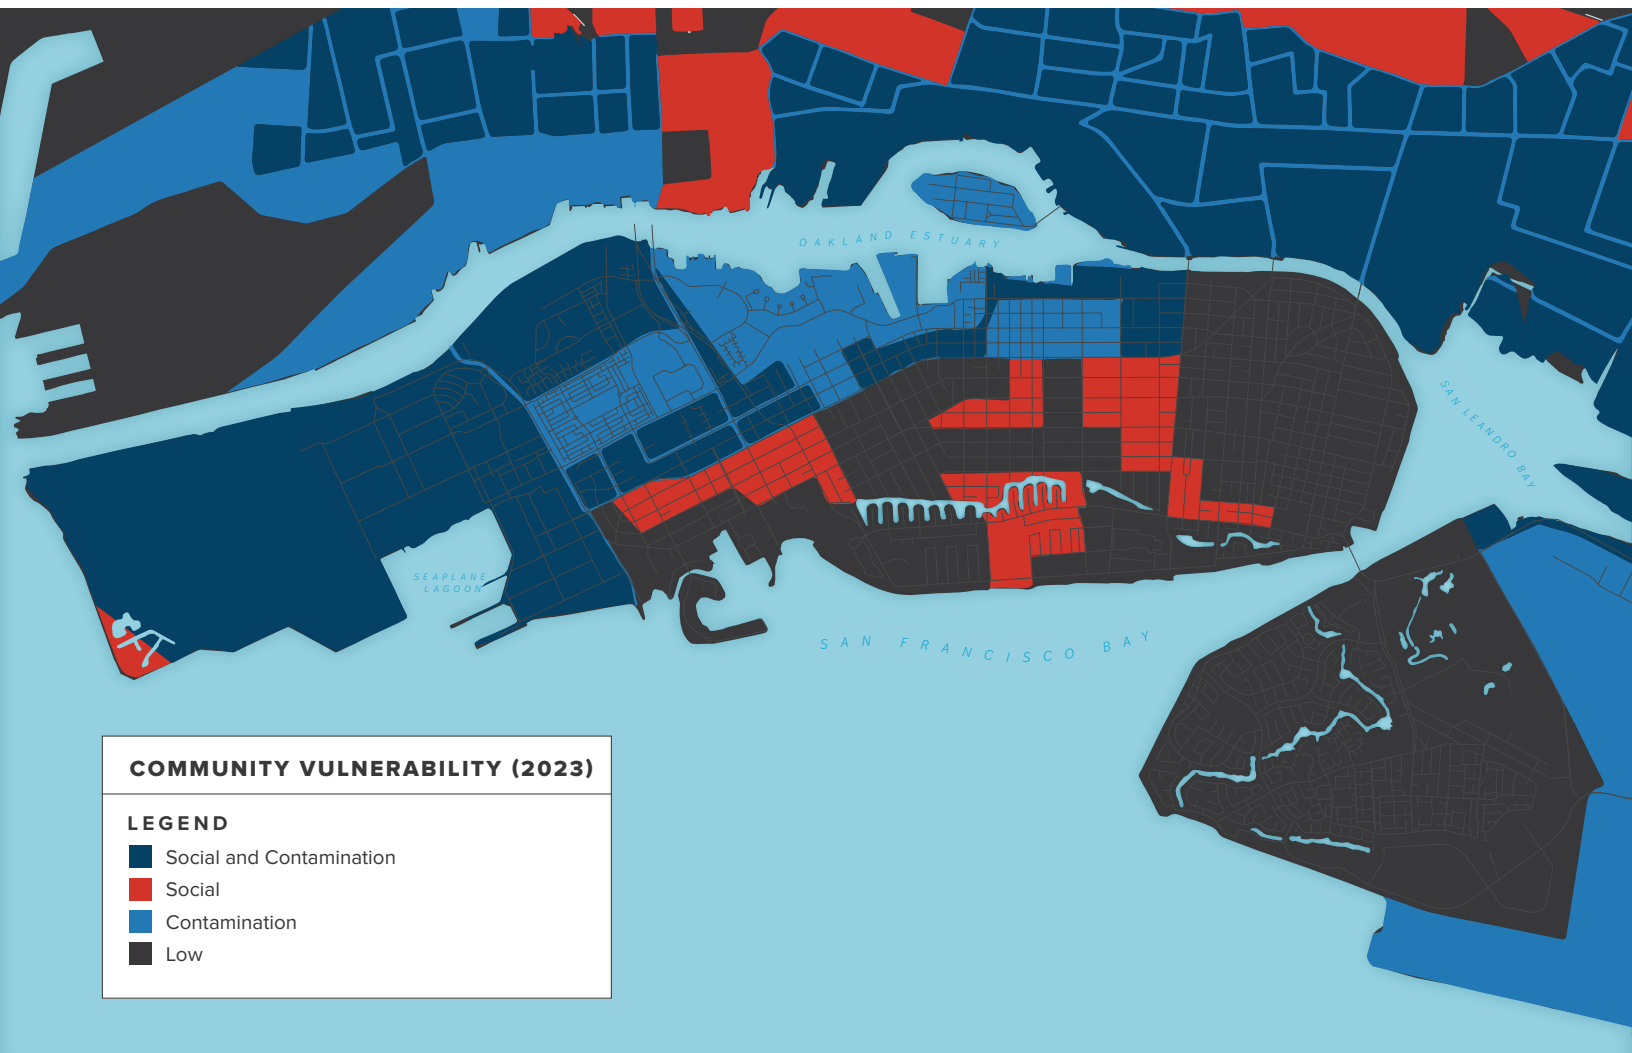 OAKLAND ESTUARY
SAN LEANDRO BAY
SEAPLANE
LAGOON
SAN FRANCISCO BAY
COMMUNITY VULNERABILITY (2023)
LEGEND
Social and Contamination
Social
Contamination
Low